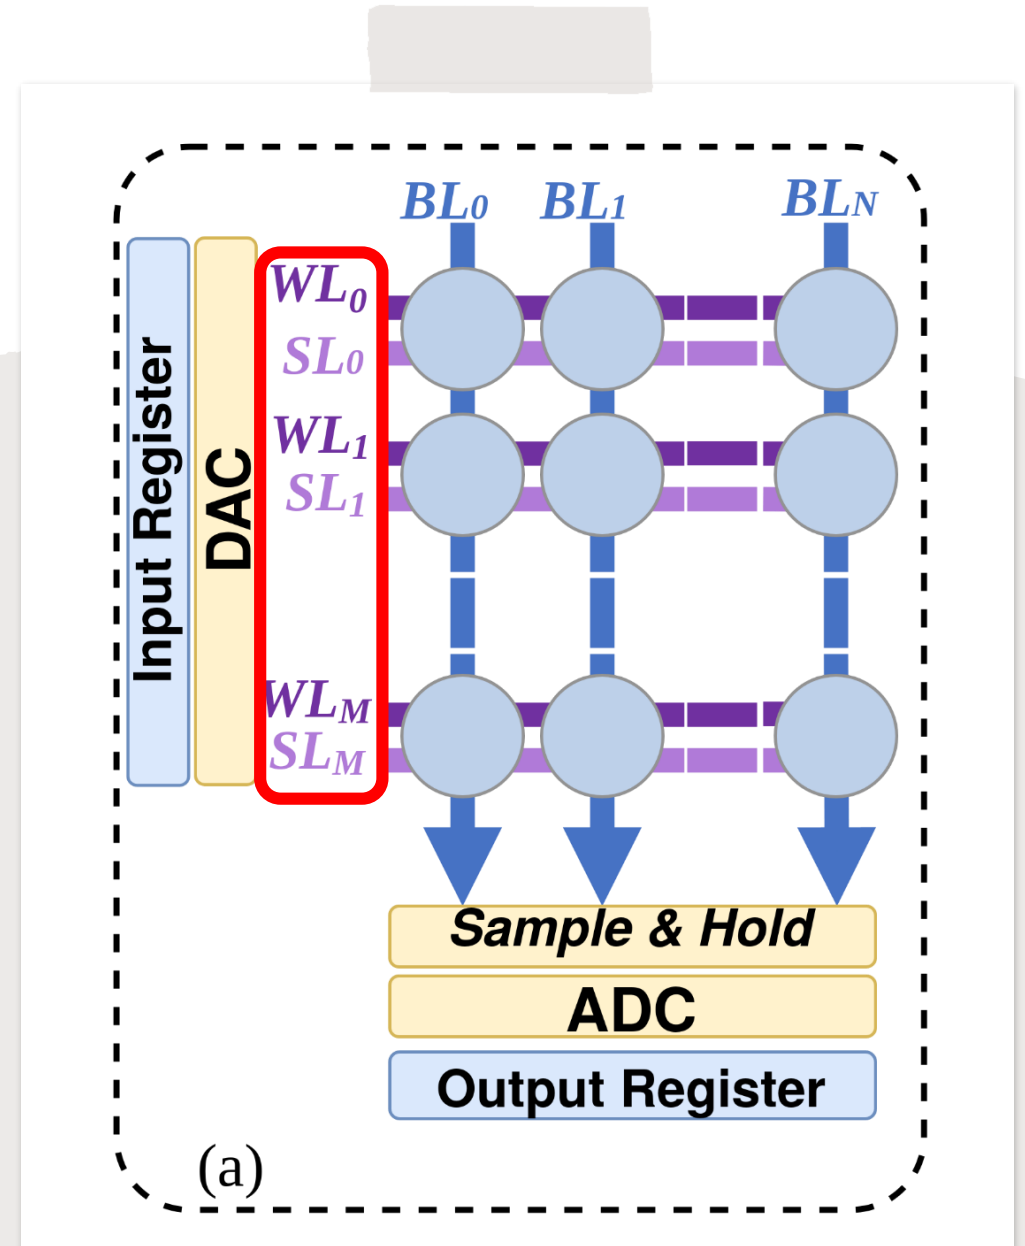 BL0 BL1 BLN
WL0
SL0
WL1
SL1
WLM
SLM
Input Register
DAC
Sample & Hold
ADC
Output Register
(a)